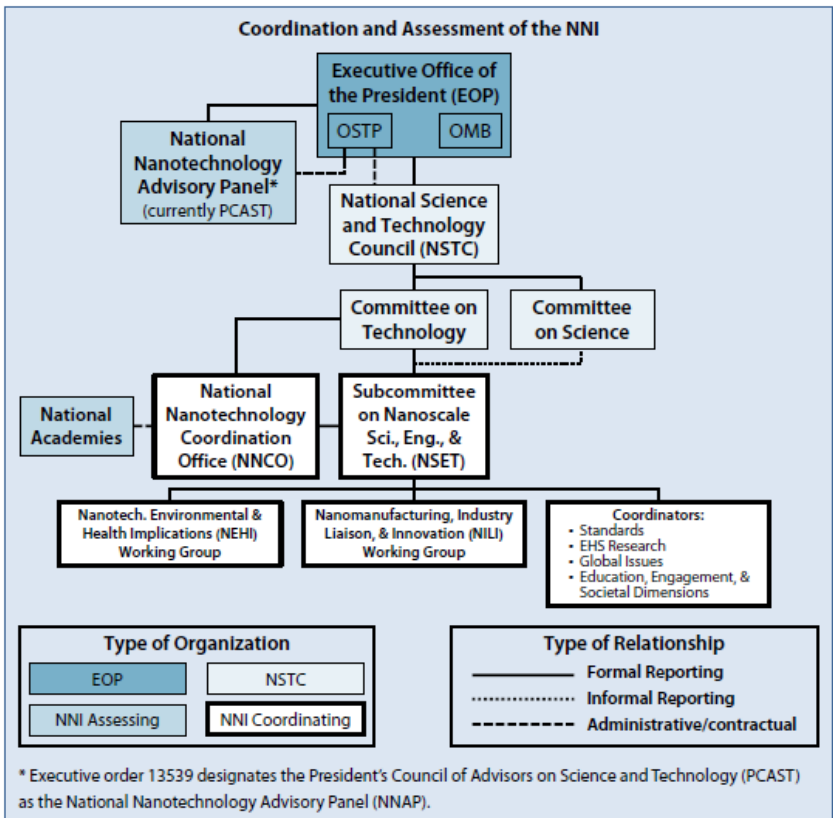 Coordination and Assessment of the NNI
Executive Office of
the President (EOP)
OSTP
OMB
National
Nanotechnology
Advisory Panel*
(currently PCAST)
National Science
and Technology
Council (NSTC)
Committee on
Technology
Committee
on Science
National
Academies
National
Nanotechnology
Coordination
Office (NNCO)
Subcommittee
on Nanoscale
Sci., Eng., &
Tech. (NSET)
Nanotech. Environmental &
Health Implications (NEHI)
Working Group
Nanomanufacturing, Industry
Liaison, & Innovation (NILI)
Working Group
Coordinators:
• Standards
• EHS Research
• Global Issues
• Education, Engagement, &
Societal Dimensions
Type of Organization
EOP
NSTC
NNI Assessing
NNI Coordinating
Type of Relationship
Formal Reporting
Informal Reporting
Administrative/contractual
* Executive order 13539 designates the President's Council of Advisors on Science and Technology (PCAST)
as the National Nanotechnology Advisory Panel (NNAP).